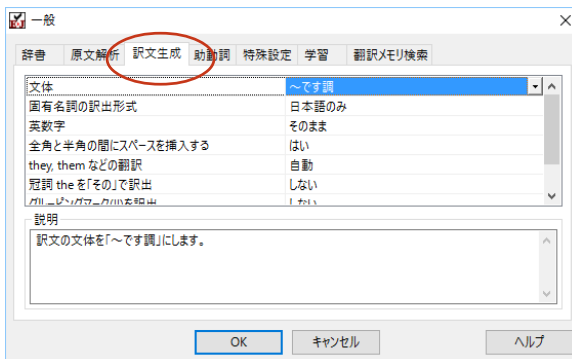 一般
辞書 原文解析 訳文生成 助動詞 特殊設定 学習 翻訳メモリ検索
文体 ～です調
固有名詞の訳出形式 日本語のみ
英数字 そのまま
全角と半角の間にスペースを挿入する はい
they, them などの翻訳 自動
冠詞 the を「その」で訳出 しない
説明
訳文の文体を「～です調」にします。
OK キャンセル ヘルプ